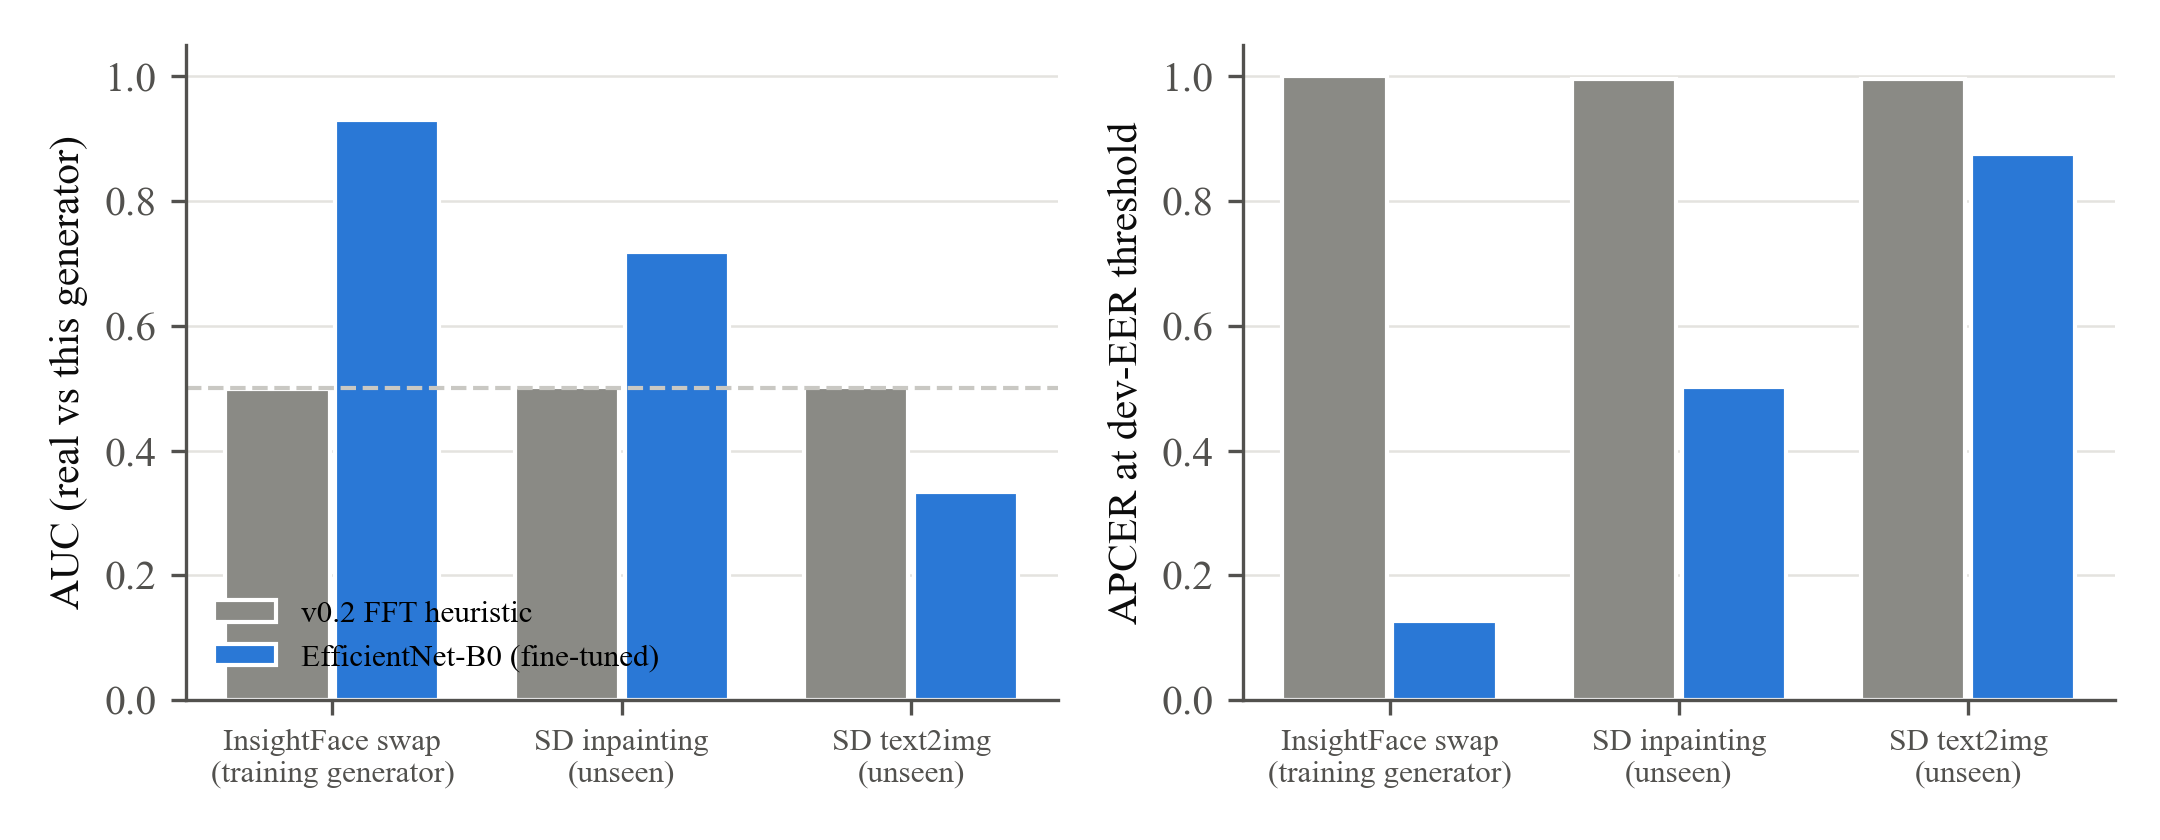 AUC (real vs this generator)
1.0
0.8
0.6
0.4
0.2
0.0
v0.2 FFT heuristic
EfficientNet-B0 (fine-tuned)
InsightFace swap
(training generator)
SD inpainting
(unseen)
SD text2img
(unseen)
APCER at dev-EER threshold
1.0
0.8
0.6
0.4
0.2
0.0
InsightFace swap
(training generator)
SD inpainting
(unseen)
SD text2img
(unseen)